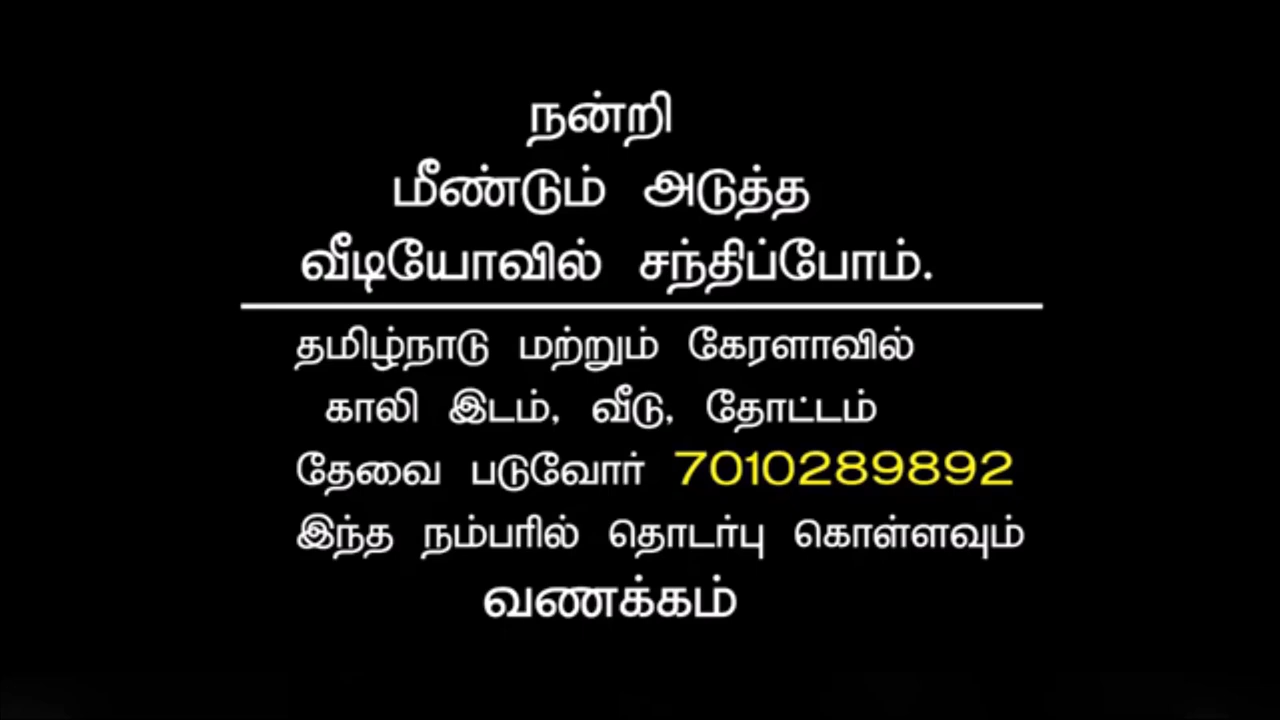 நன்றி
மீண்டும் அடுத்த
வீடியோவில் சந்திப்போம்.
தமிழ்நாடு மற்றும் கேரளாவில்
காலி இடம், வீடு, தோட்டம்
தேவை படுவோர் 7010289892
இந்த நம்பரில் தொடர்பு கொள்ளவும்
வணக்கம்